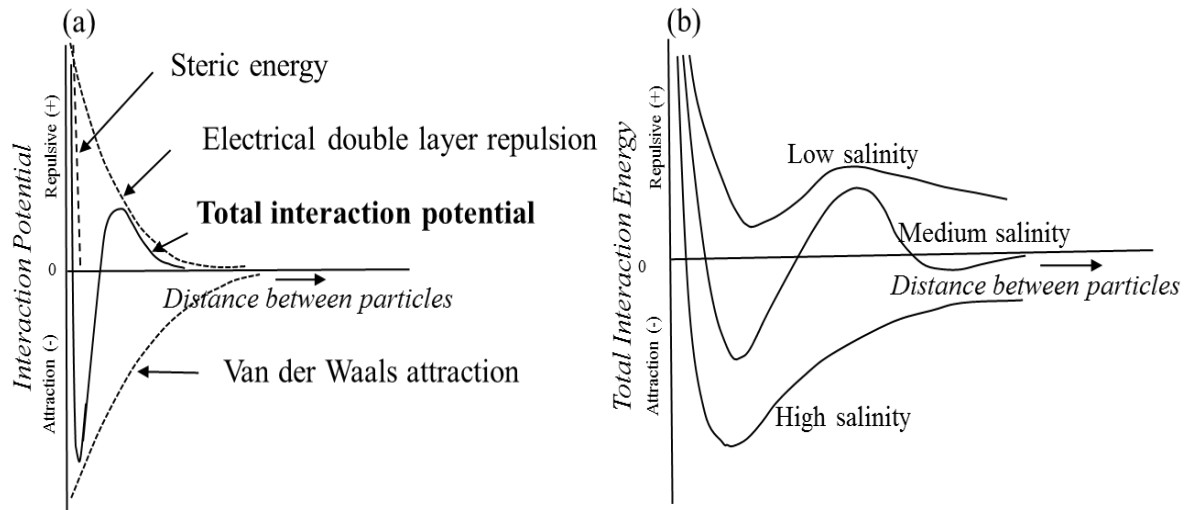 (a)
Steric energy
Electrical double layer repulsion
Total interaction potential
Interaction Potential
Repulsive (+)
0
Attraction (-)
Distance between particles
Van der Waals attraction
(b)
Total Interaction Energy
Repulsive (+)
0
Attraction (-)
Low salinity
Medium salinity
Distance between particles
High salinity